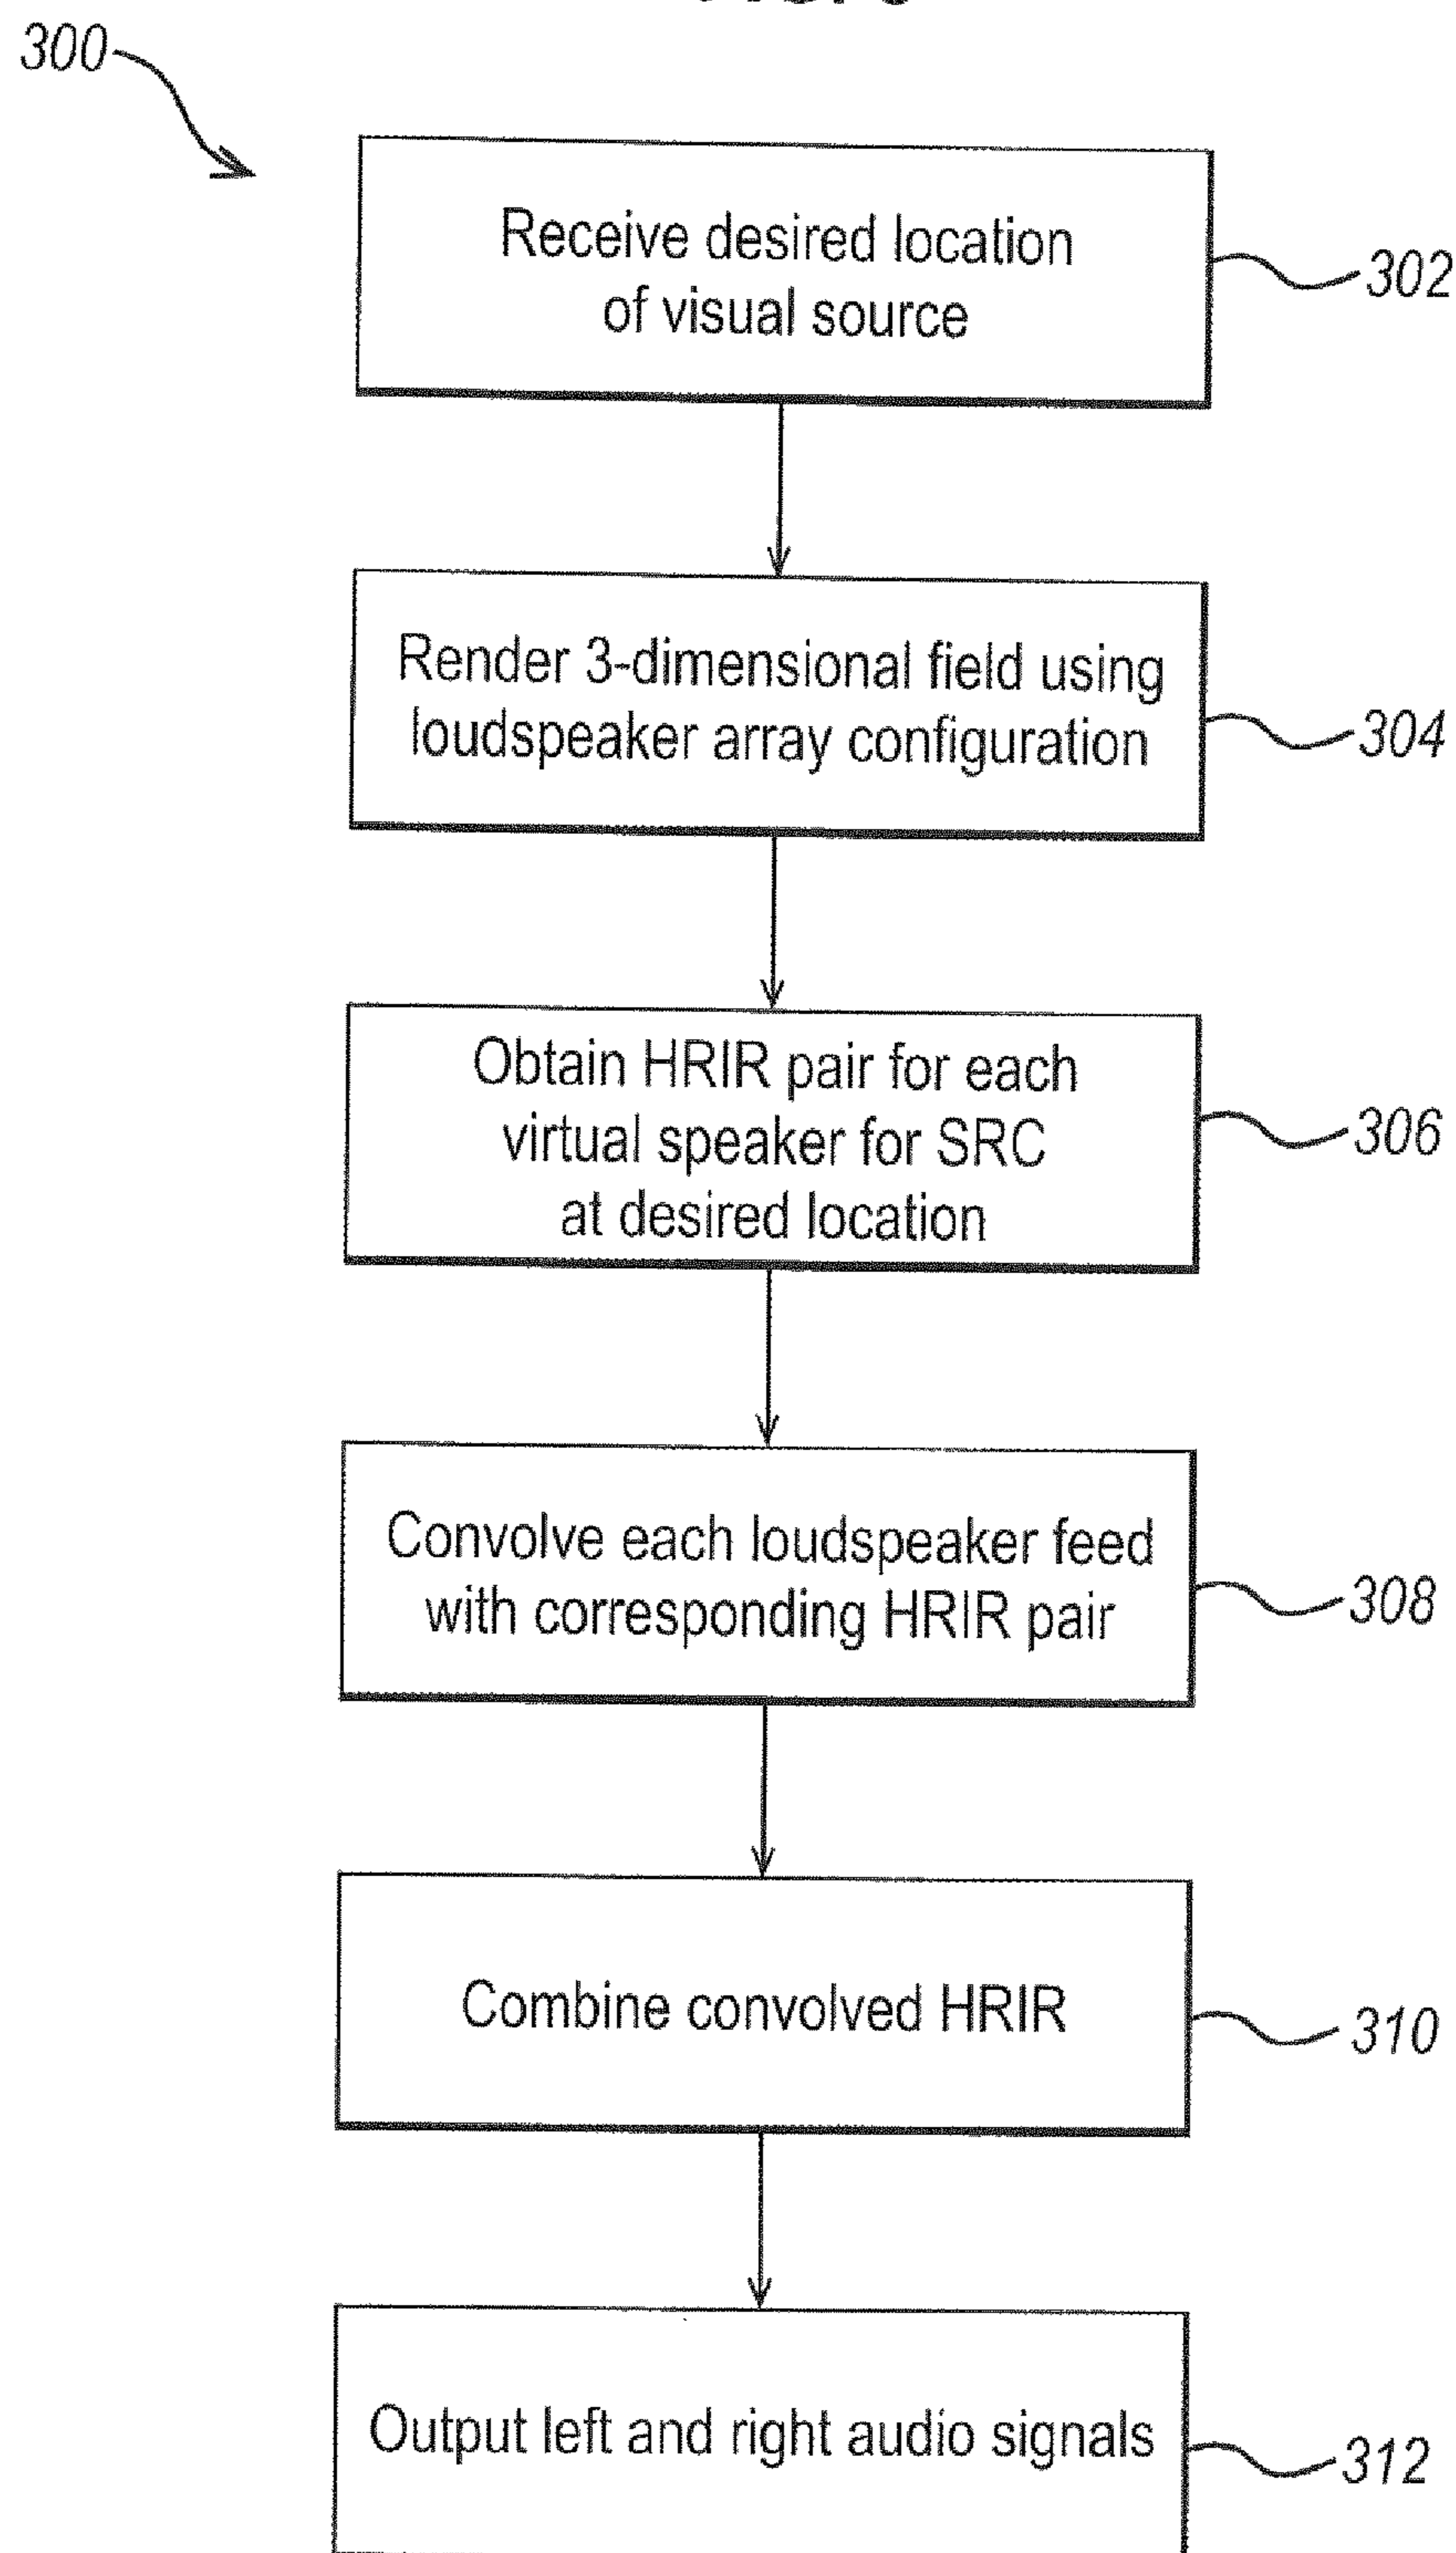 300
Receive desired location
of visual source
302
Render 3-dimensional field using
loudspeaker array configuration
304
Obtain HRIR pair for each
virtual speaker for SRC
at desired location
306
Convolve each loudspeaker feed
with corresponding HRIR pair
308
Combine convolved HRIR
310
Output left and right audio signals
312